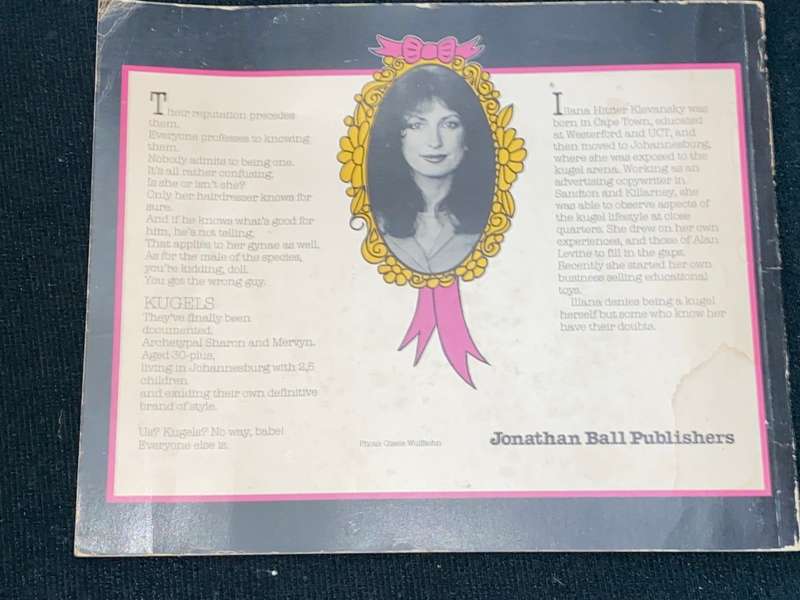 Their reputation precedes
them.
Everyone professes to knowing
them.
Nobody admits to being one.
It's all rather confusing.
Is she or isn't she?
Only her hairdresser knows for
sure.
And if he knows what's good for
him, he's not telling.
That applies to her gynae as well.
As for the male of the species,
you're kidding, doll.
You got the wrong guy.
KUGELS
They've finally been
documented.
Archetypal Sharon and Mervyn.
Aged 30-plus,
living in Johannesburg with 2,5
children
and exuding their own definitive
brand of style.
Us? Kugels? No way, babe!
Everyone else is.
Photo: Gisele Wulfsohn
Illana Hitner Klevansky was
born in Cape Town, educated
at Westerford and UCT, and
then moved to Johannesburg,
where she was exposed to the
kugel arena. Working as an
advertising copywriter in
Sandton and Killarney, she
was able to observe aspects of
the kugel lifestyle at close
quarters. She drew on her own
experiences, and those of Alan
Levine to fill in the gaps.
Recently she started her own
business selling educational
toys.
Illana denies being a kugel
herself but some who know her
have their doubts.
Jonathan Ball Publishers